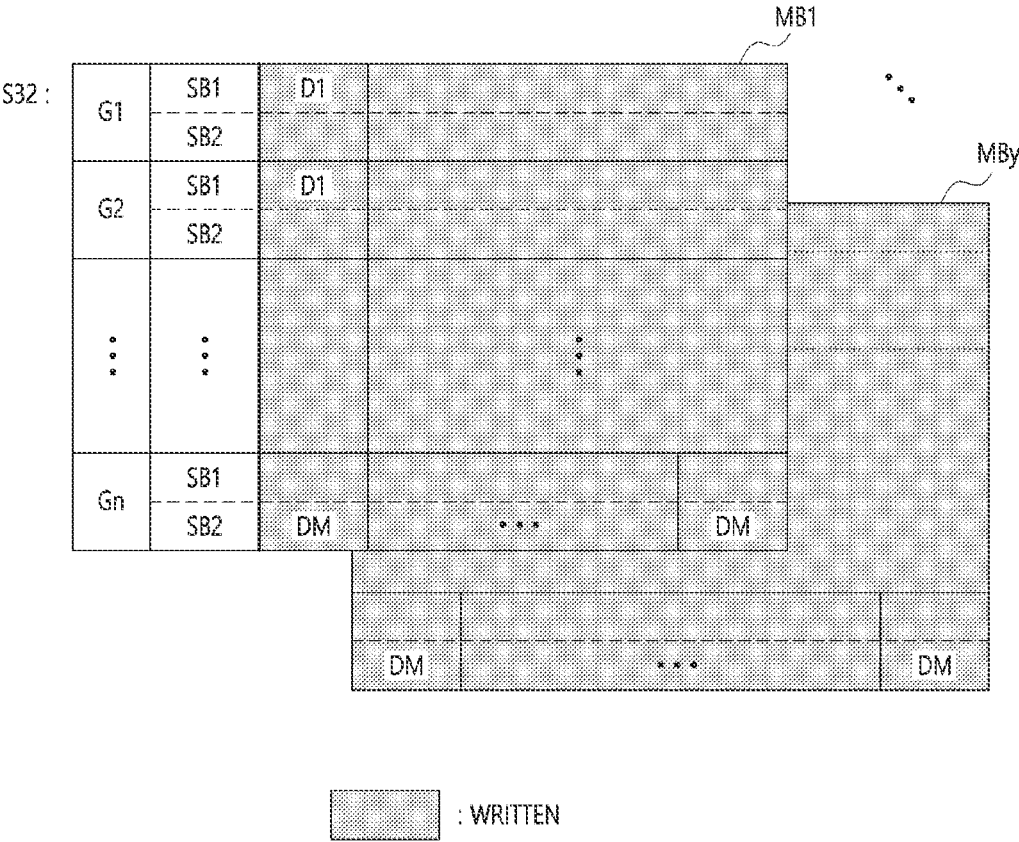 MB1
S32 :
G1 SB1 D1
SB2
MBy
G2 SB1 D1
SB2
Gn SB1
SB2 DM DM
DM DM
: WRITTEN